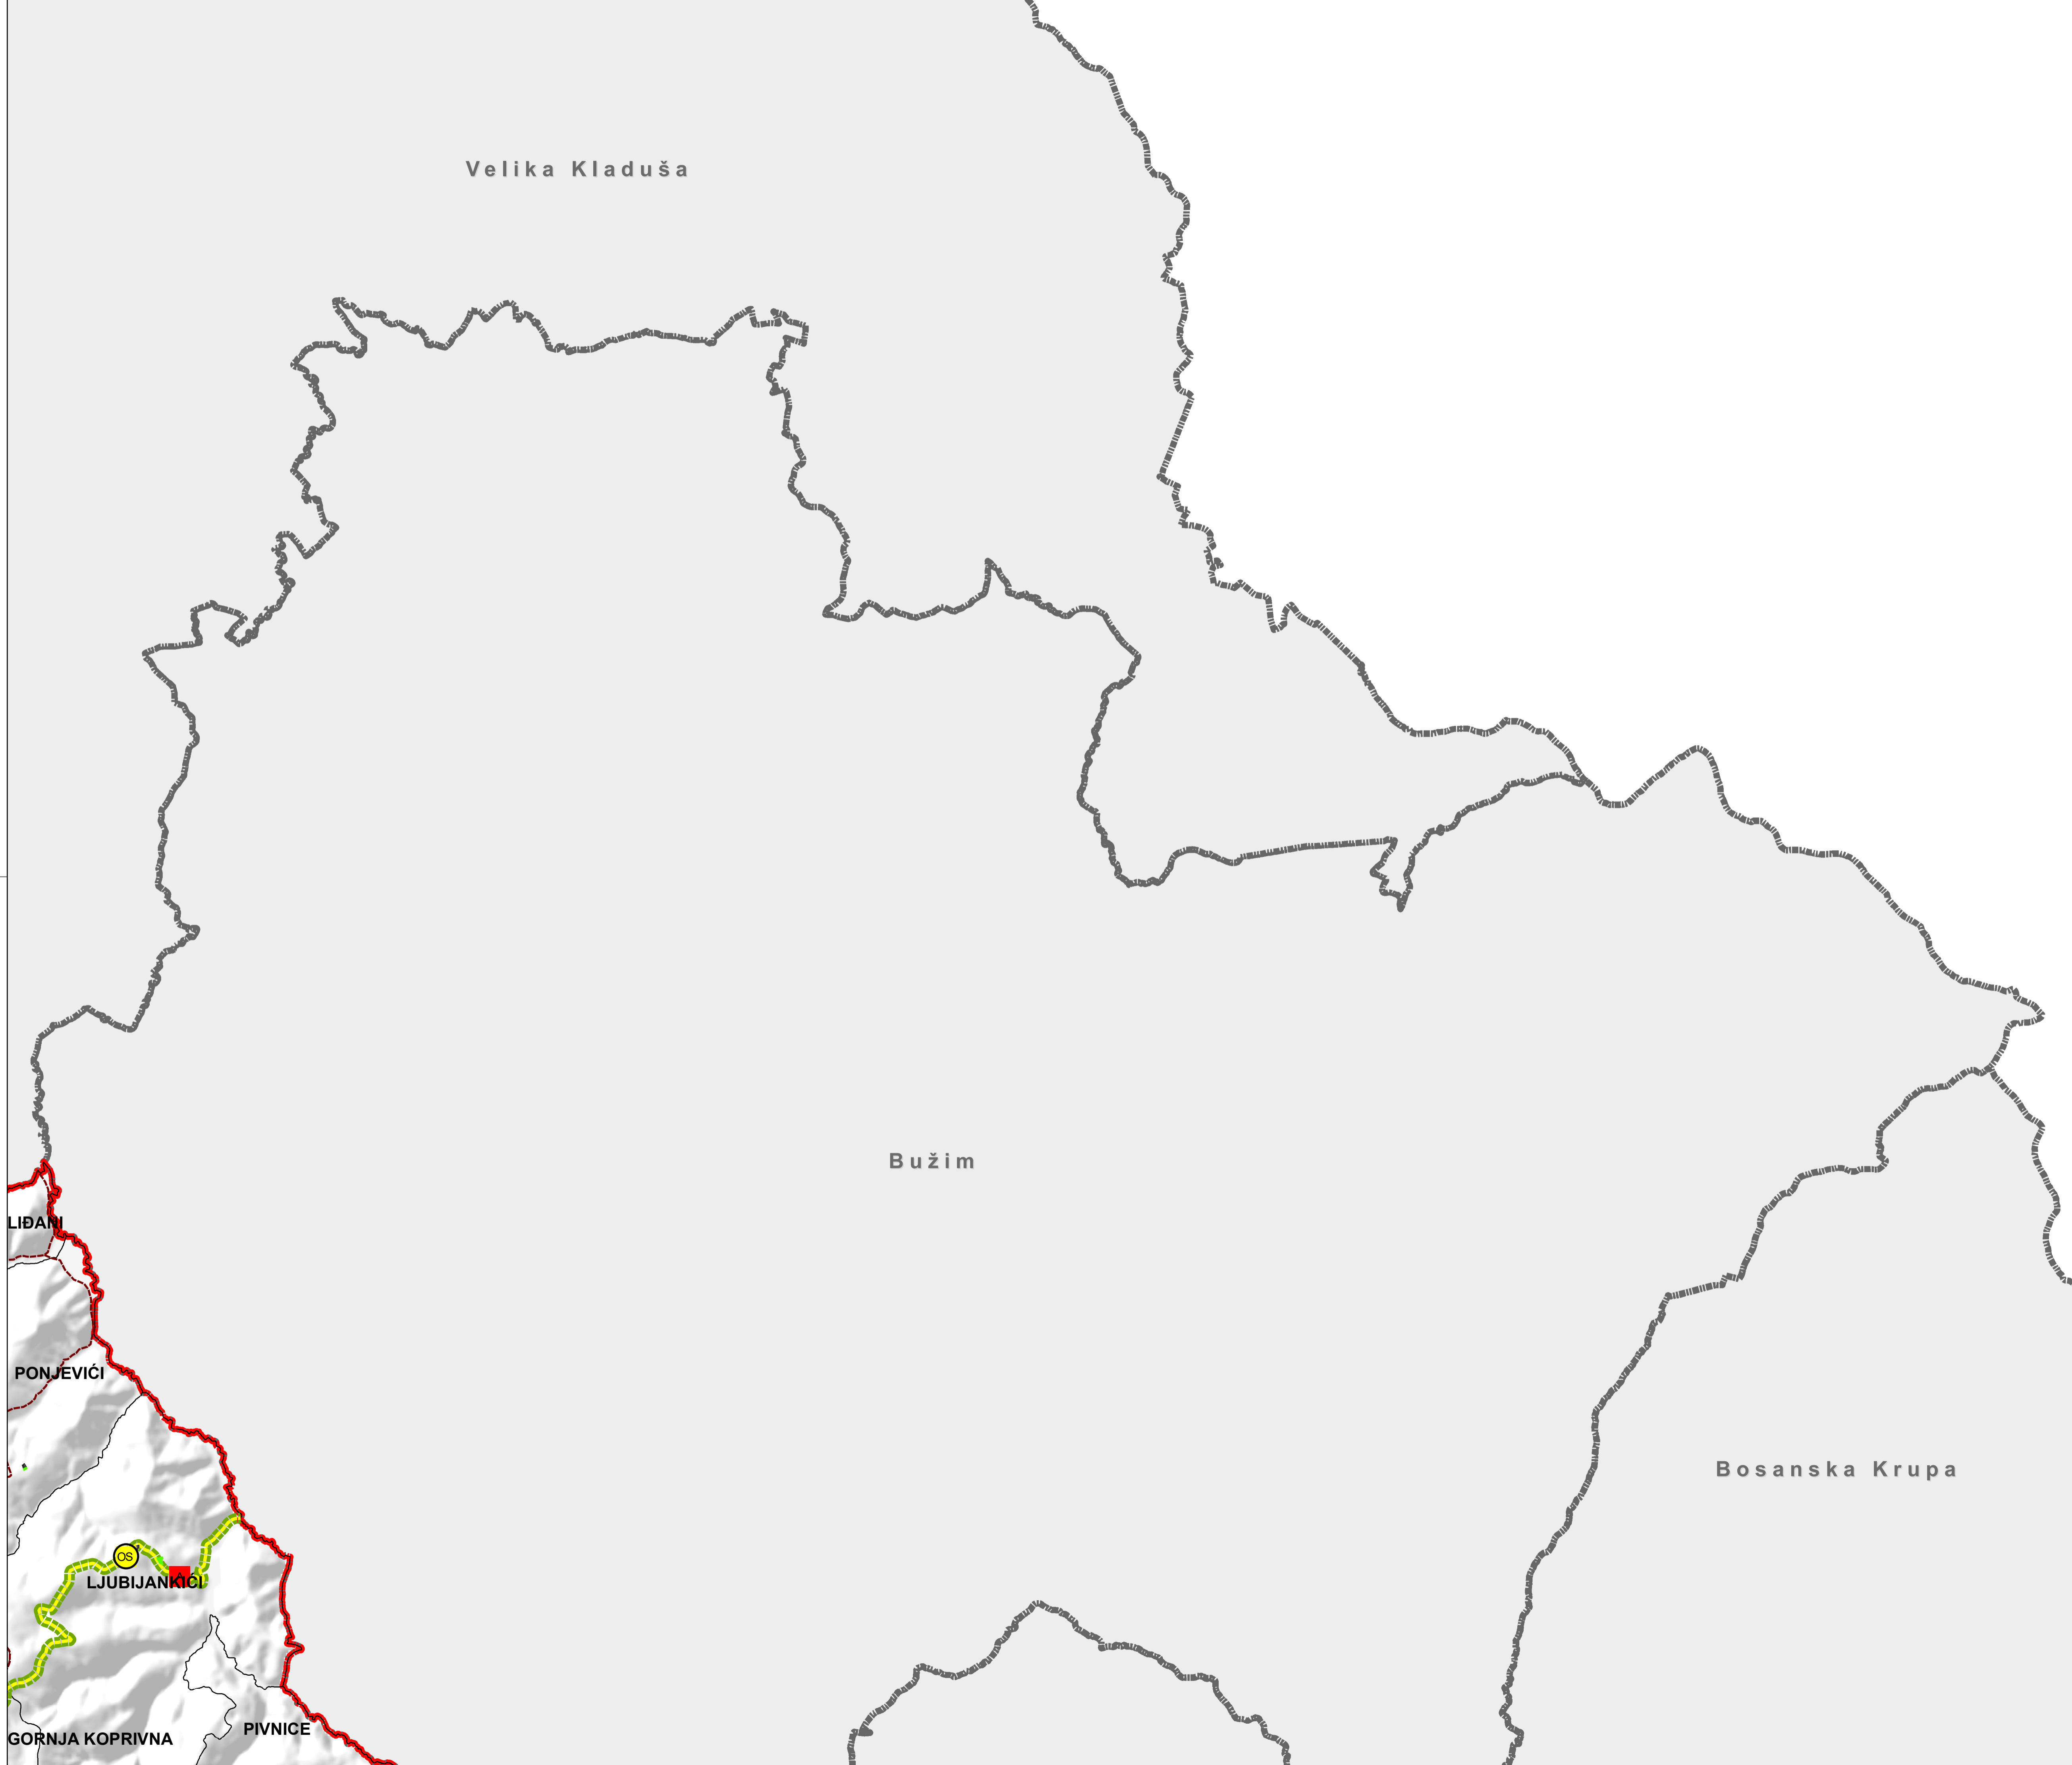 Velika Kladuša
Bužim
LIĐANI
PONJEVIĆI
Bosanska Krupa
OS
LJUBIJANKIĆI
PIVNICE
GORNJA KOPRIVNA